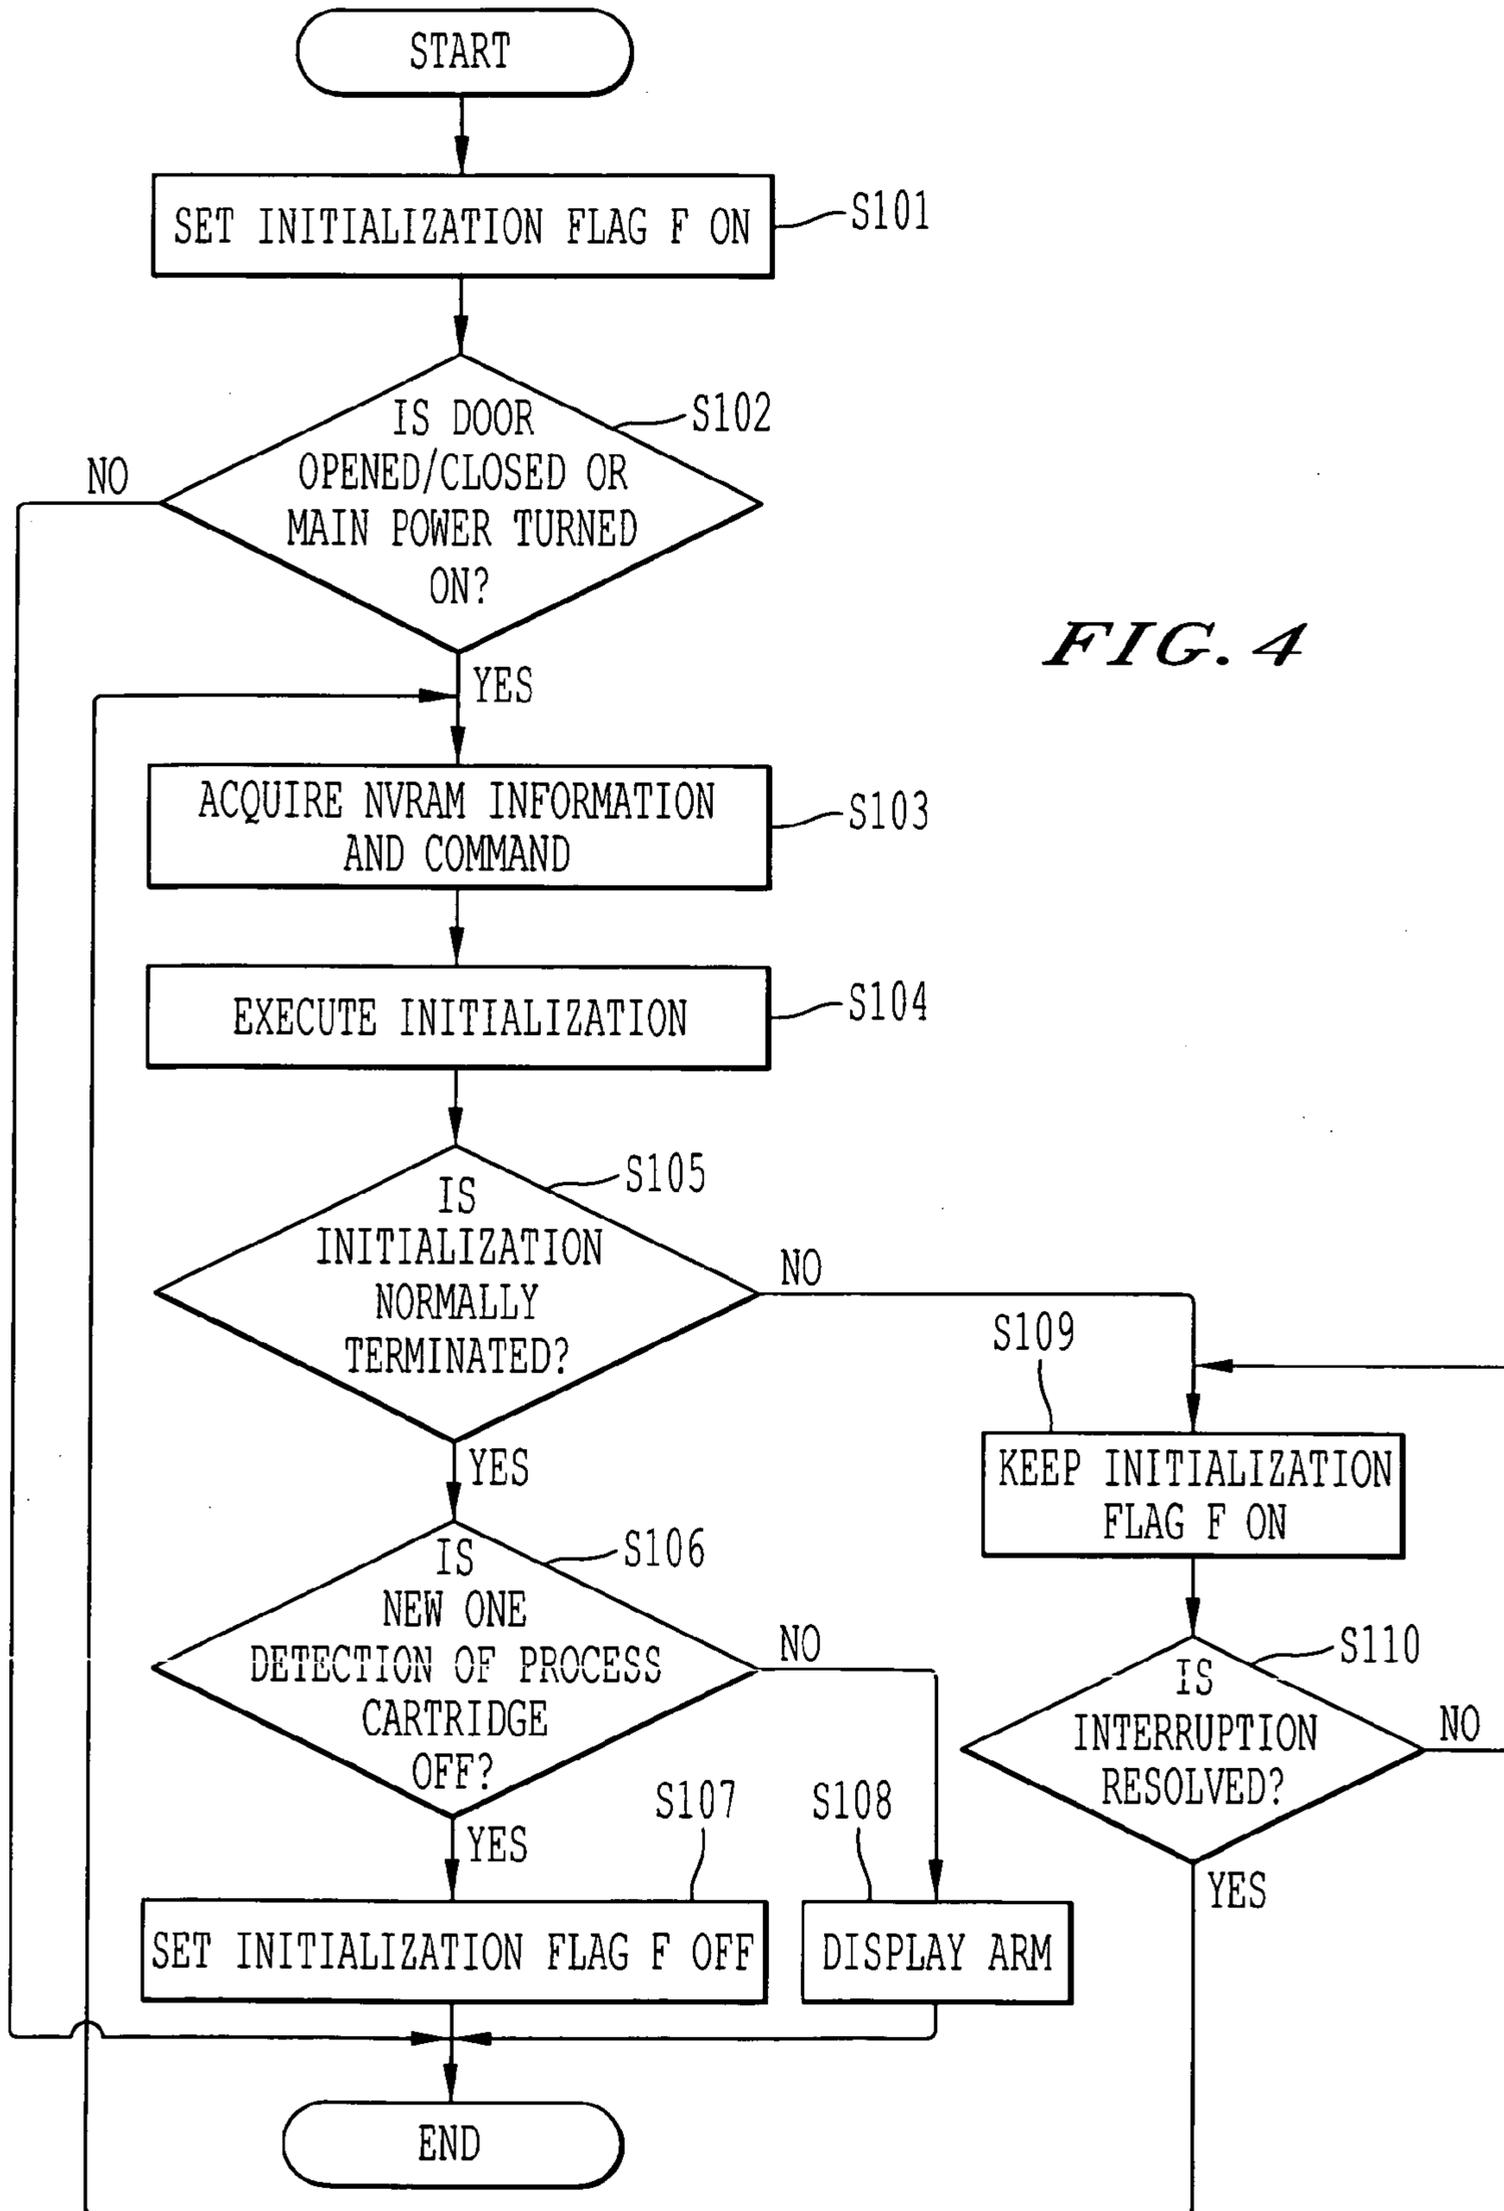 START
SET INITIALIZATION FLAG F ON
S101
IS DOOR
OPENED/CLOSED OR
MAIN POWER TURNED
ON?
S102
NO
YES
FIG. 4
ACQUIRE NVRAM INFORMATION
AND COMMAND
S103
EXECUTE INITIALIZATION
S104
IS
INITIALIZATION
NORMALLY
TERMINATED?
S105
NO
YES
S109
KEEP INITIALIZATION
FLAG F ON
IS
NEW ONE
DETECTION OF PROCESS
CARTRIDGE
OFF?
S106
NO
YES
IS
INTERRUPTION
RESOLVED?
S110
NO
YES
S107
SET INITIALIZATION FLAG F OFF
S108
DISPLAY ARM
END